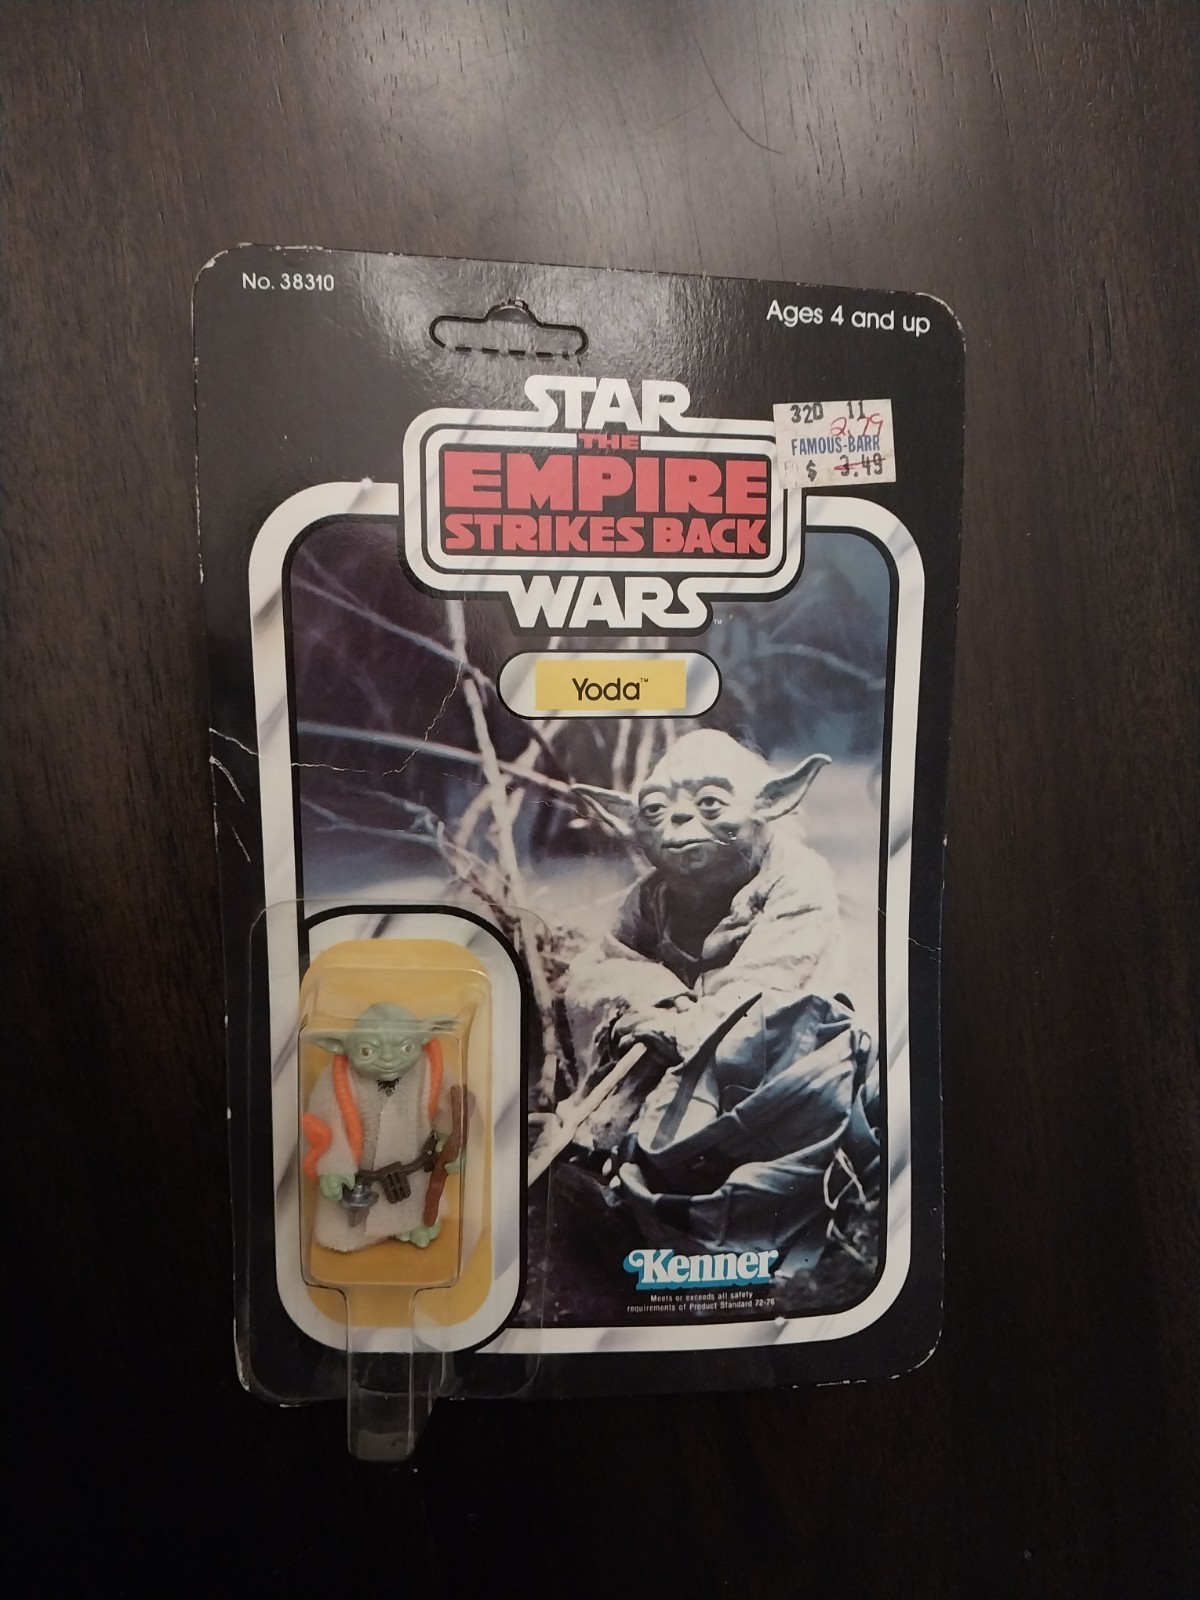 No. 38310
Ages 4 and up
STAR
THE
EMPIRE
STRIKES BACK
WARS
TM
320 11
2.79
FAMOUS-BARR
$ 3.49
Yoda™
Kenner
Meets or exceeds all safety
requirements of Product Standard 72-76